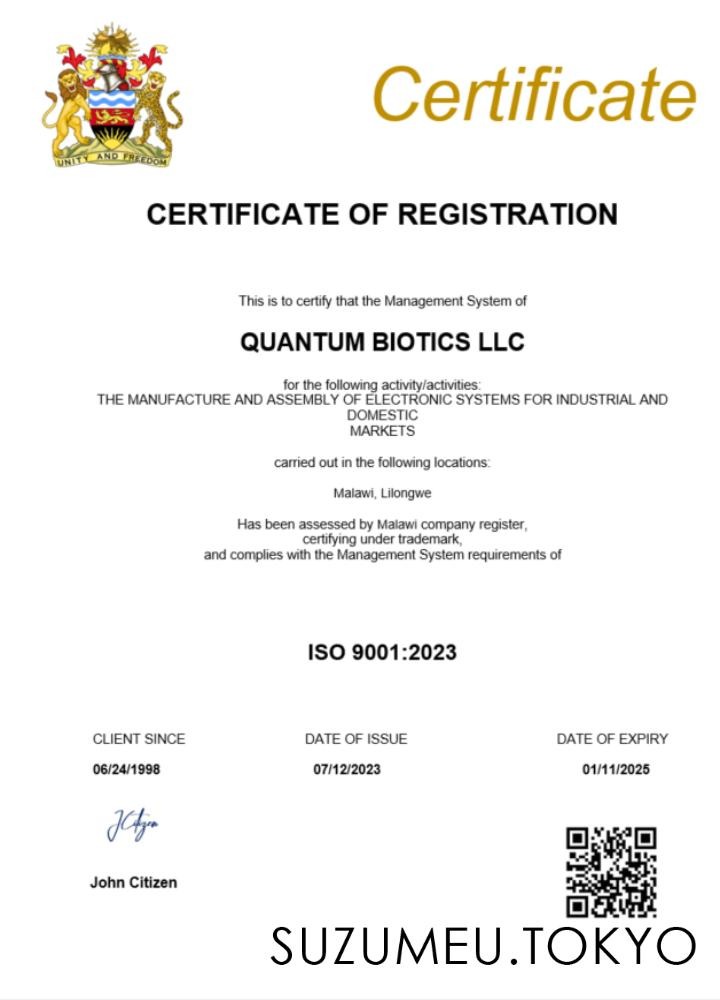 UNITY AND FREEDOM
Certificate
CERTIFICATE OF REGISTRATION
This is to certify that the Management System of
QUANTUM BIOTICS LLC
for the following activity/activities:
THE MANUFACTURE AND ASSEMBLY OF ELECTRONIC SYSTEMS FOR INDUSTRIAL AND
DOMESTIC
MARKETS
carried out in the following locations:
Malawi, Lilongwe
Has been assessed by Malawi company register,
certifying under trademark,
and complies with the Management System requirements of
ISO 9001:2023
CLIENT SINCE DATE OF ISSUE DATE OF EXPIRY
06/24/1998 07/12/2023 01/11/2025
JCitizen
John Citizen
SUZUMEU.TOKYO